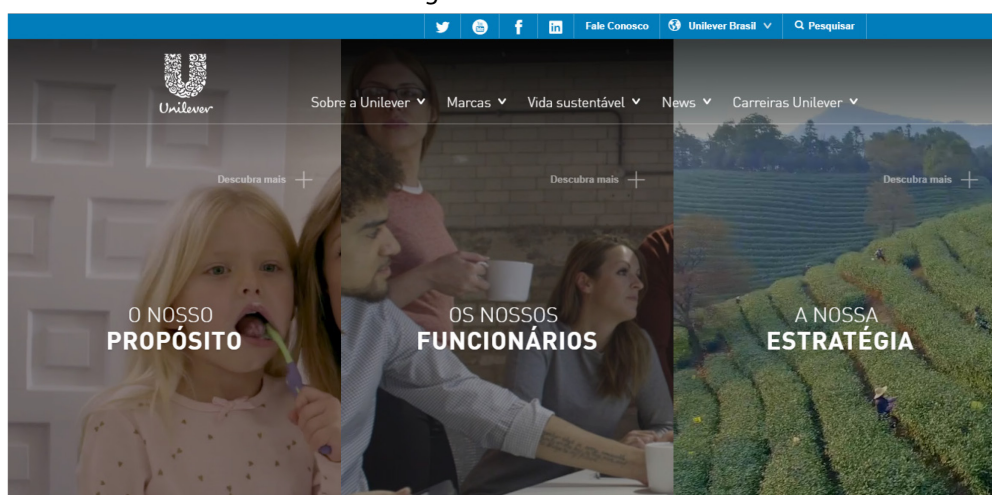 Fale Conosco Unilever Brasil Pesquisar
Unilever
Sobre a Unilever Marcas Vida sustentável News Carreiras Unilever
Descubra mais
Descubra mais
Descubra mais
O NOSSO
PROPÓSITO
OS NOSSOS
FUNCIONÁRIOS
A NOSSA
ESTRATÉGIA